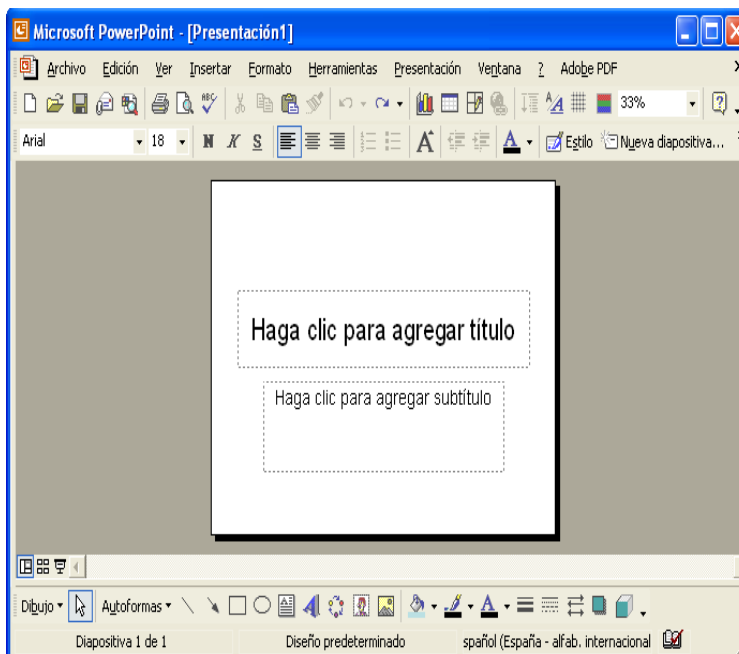 Microsoft PowerPoint - [Presentación1]
Archivo Edición Ver Insertar Formato Herramientas Presentación Ventana ? Adobe PDF
ABC 33%
Arial 18 N K S A A Estilo Nueva diapositiva...
Haga clic para agregar título
Haga clic para agregar subtítulo
Dibujo Autoformas A A
Diapositiva 1 de 1 Diseño predeterminado spañol (España - alfab. internacional